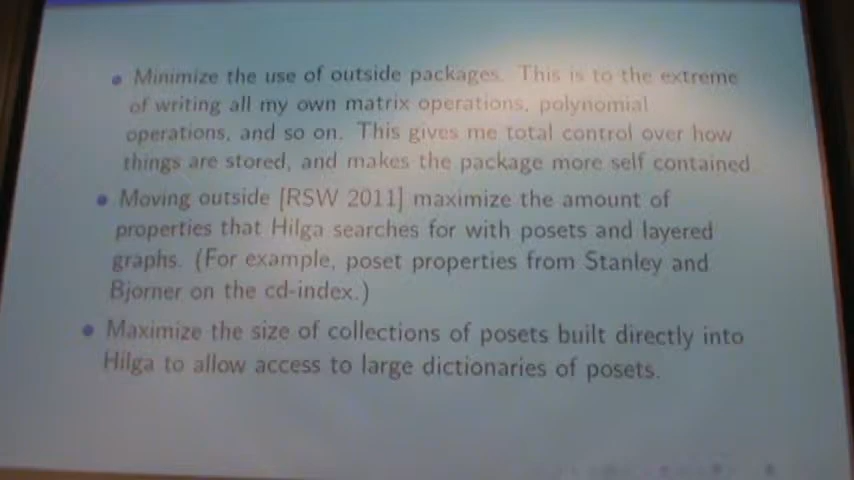 Minimize the use of outside packages. This is to the extreme
of writing all my own matrix operations, polynomial
operations, and so on. This gives me total control over how
things are stored, and makes the package more self contained
Moving outside [RSW 2011] maximize the amount of
properties that Hilga searches for with posets and layered
graphs. (For example, poset properties from Stanley and
Bjorner on the cd-index.)
Maximize the size of collections of posets built directly into
Hilga to allow access to large dictionaries of posets.